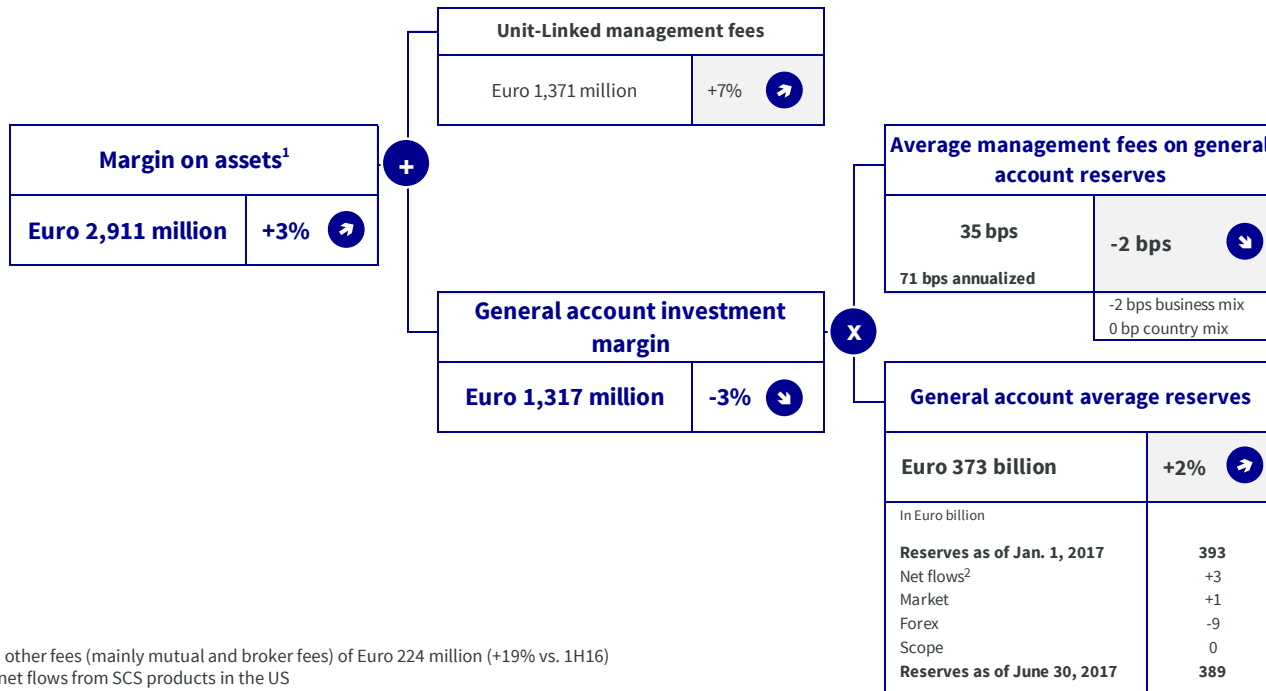 Unit-Linked management fees
Euro 1,371 million +7%
Margin on assets1
+
Euro 2,911 million +3%
Average management fees on general
account reserves
35 bps
-2 bps
71 bps annualized
-2 bps business mix
0 bp country mix
General account investment
margin
X
Euro 1,317 million -3%
General account average reserves
Euro 373 billion +2%
In Euro billion
Reserves as of Jan. 1, 2017 393
Net flows2 +3
Market +1
Forex -9
Scope 0
Reserves as of June 30, 2017 389
other fees (mainly mutual and broker fees) of Euro 224 million (+19% vs. 1H16)
net flows from SCS products in the US